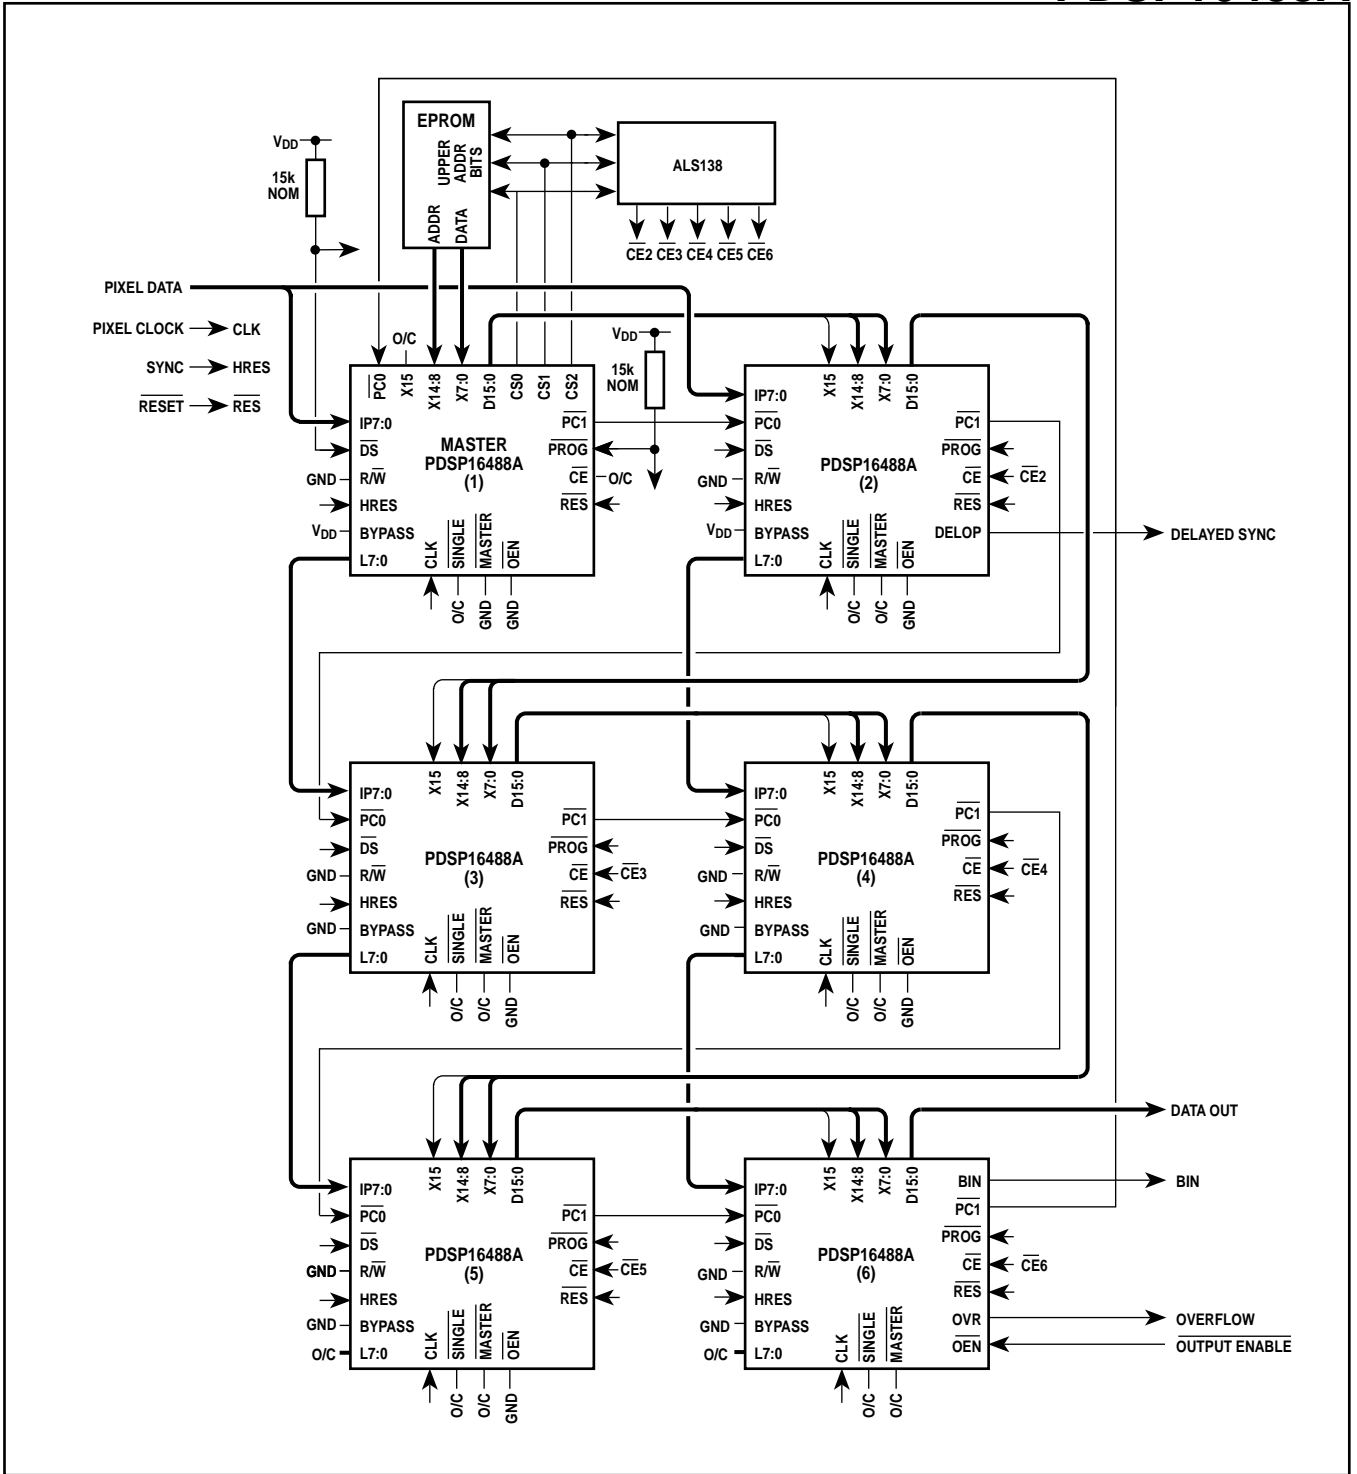 EPROM
UPPER
ADDR
BITS
ADDR
DATA
ALS138
CE2 CE3 CE4 CE5 CE6
VDD
15k
NOM
PIXEL DATA
PIXEL CLOCK CLK
SYNC HRES
RESET RES
O/C
VDD
15k
NOM
PC0
X15
X14:8
X7:0
D15:0
CS0
CS1
CS2
IP7:0
DS
GND R/W
HRES
VDD BYPASS
L7:0
MASTER
PDSP16488A
(1)
PC1
PROG
CE O/C
RES
CLK
SINGLE
MASTER
OEN
O/C
GND
GND
X15
X14:8
X7:0
D15:0
IP7:0
PC0
DS
GND R/W
HRES
VDD BYPASS
L7:0
PDSP16488A
(2)
PC1
PROG
CE CE2
RES
DELOP DELAYED SYNC
CLK
SINGLE
MASTER
OEN
O/C
O/C
GND
X15
X14:8
X7:0
D15:0
IP7:0
PC0
DS
GND R/W
HRES
GND BYPASS
L7:0
PDSP16488A
(3)
PC1
PROG
CE CE3
RES
CLK
SINGLE
MASTER
OEN
O/C
O/C
GND
X15
X14:8
X7:0
D15:0
IP7:0
PC0
DS
GND R/W
HRES
GND BYPASS
L7:0
PDSP16488A
(4)
PC1
PROG
CE CE4
RES
CLK
SINGLE
MASTER
OEN
O/C
O/C
GND
X15
X14:8
X7:0
D15:0
IP7:0
PC0
DS
GND R/W
HRES
GND BYPASS
O/C L7:0
PDSP16488A
(5)
PC1
PROG
CE CE5
RES
CLK
SINGLE
MASTER
OEN
O/C
O/C
GND
X15
X14:8
X7:0
D15:0
DATA OUT
IP7:0
PC0
DS
GND R/W
HRES
GND BYPASS
O/C L7:0
PDSP16488A
(6)
BIN BIN
PC1
PROG
CE CE6
RES
OVR OVERFLOW
OEN OUTPUT ENABLE
CLK
SINGLE
MASTER
O/C
O/C